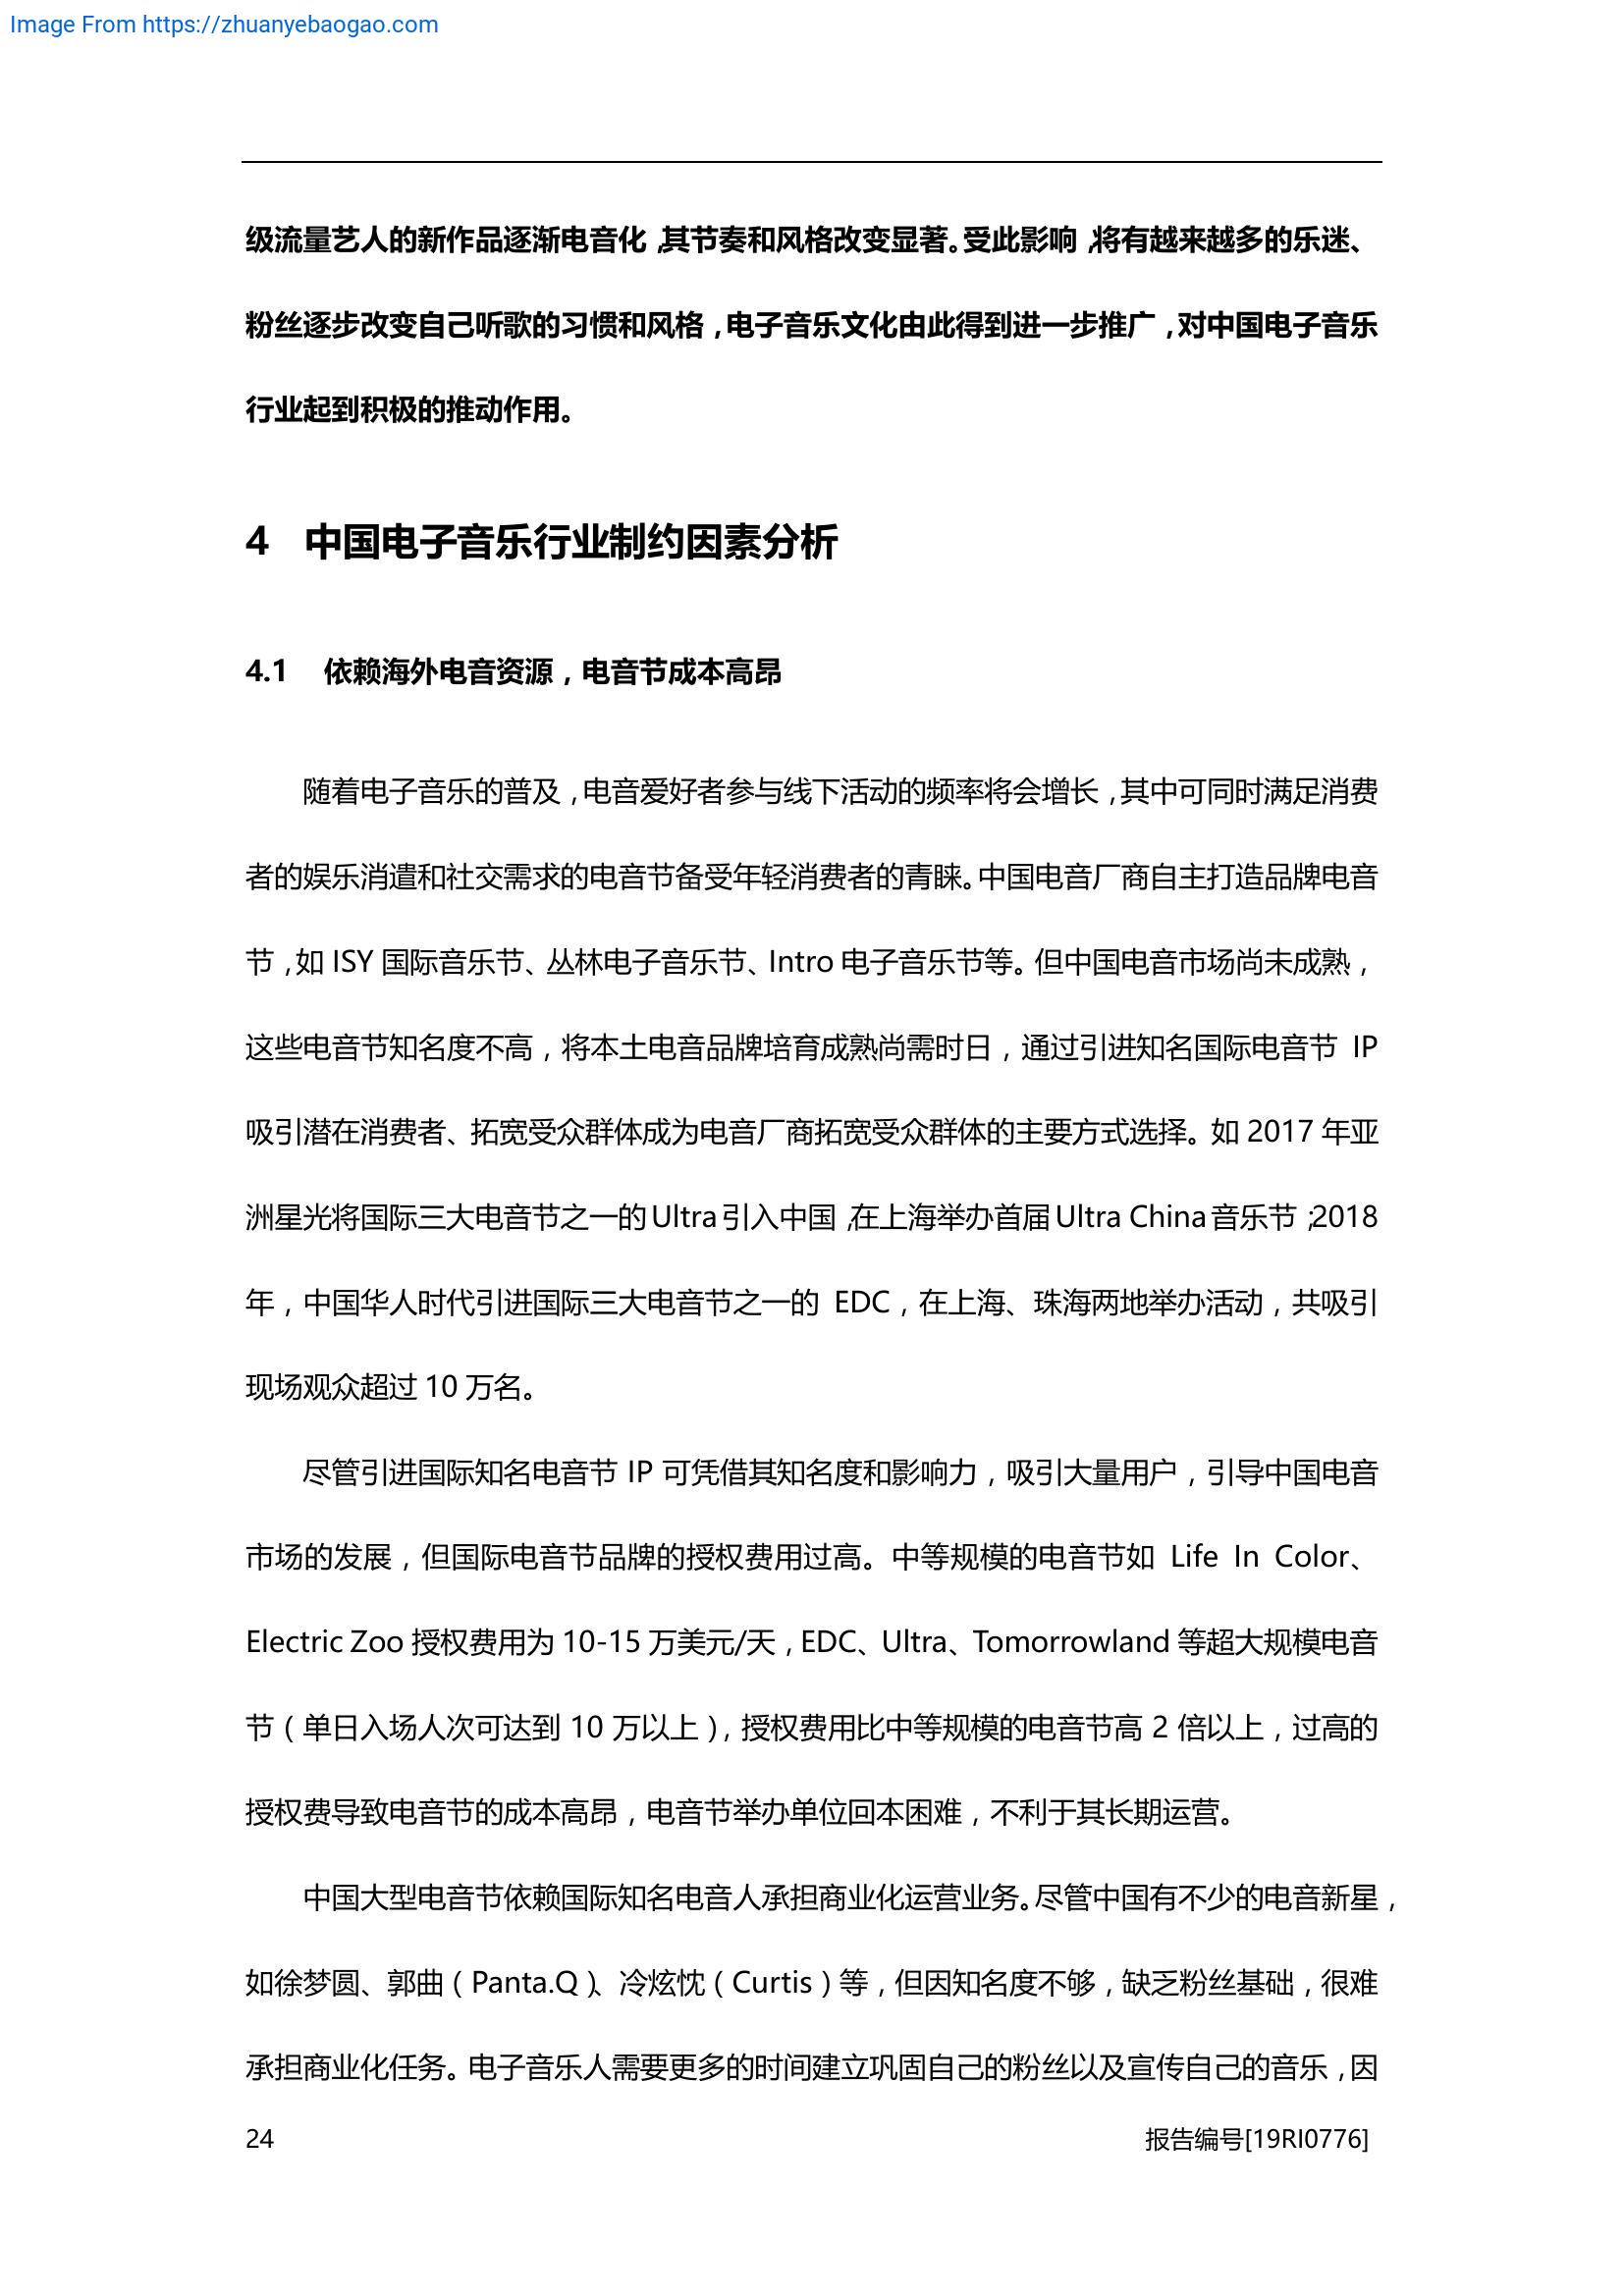 Image From https://zhuanyebaogao.com
级流量艺人的新作品逐渐电音化，其节奏和风格改变显著。受此影响，将有越来越多的乐迷、
粉丝逐步改变自己听歌的习惯和风格，电子音乐文化由此得到进一步推广，对中国电子音乐
行业起到积极的推动作用。
4 中国电子音乐行业制约因素分析
4.1 依赖海外电音资源，电音节成本高昂
随着电子音乐的普及，电音爱好者参与线下活动的频率将会增长，其中可同时满足消费
者的娱乐消遣和社交需求的电音节备受年轻消费者的青睐。中国电音厂商自主打造品牌电音
节，如 ISY 国际音乐节、丛林电子音乐节、Intro 电子音乐节等。但中国电音市场尚未成熟，
这些电音节知名度不高，将本土电音品牌培育成熟尚需时日，通过引进知名国际电音节 IP
吸引潜在消费者、拓宽受众群体成为电音厂商拓宽受众群体的主要方式选择。如 2017 年亚
洲星光将国际三大电音节之一的 Ultra 引入中国，在上海举办首届 Ultra China 音乐节；2018
年，中国华人时代引进国际三大电音节之一的 EDC，在上海、珠海两地举办活动，共吸引
现场观众超过 10 万名。
尽管引进国际知名电音节 IP 可凭借其知名度和影响力，吸引大量用户，引导中国电音
市场的发展，但国际电音节品牌的授权费用过高。中等规模的电音节如 Life In Color、
Electric Zoo 授权费用为 10-15 万美元/天，EDC、Ultra、Tomorrowland 等超大规模电音
节（单日入场人次可达到 10 万以上），授权费用比中等规模的电音节高 2 倍以上，过高的
授权费导致电音节的成本高昂，电音节举办单位回本困难，不利于其长期运营。
中国大型电音节依赖国际知名电音人承担商业化运营业务。尽管中国有不少的电音新星，
如徐梦圆、郭曲（Panta.Q）、冷炫忱（Curtis）等，但因知名度不够，缺乏粉丝基础，很难
承担商业化任务。电子音乐人需要更多的时间建立巩固自己的粉丝以及宣传自己的音乐，因
24 报告编号[19RI0776]